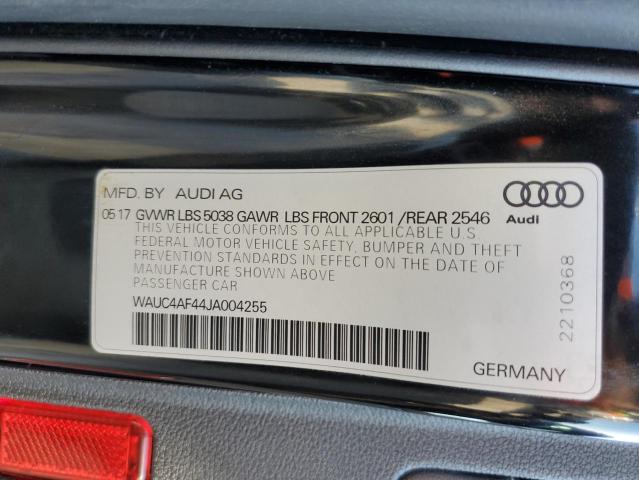 MFD. BY AUDI AG
05 17 GVWR LBS 5038 GAWR LBS FRONT 2601 /REAR 2546
THIS VEHICLE CONFORMS TO ALL APPLICABLE U.S.
FEDERAL MOTOR VEHICLE SAFETY, BUMPER AND THEFT
PREVENTION STANDARDS IN EFFECT ON THE DATE OF
MANUFACTURE SHOWN ABOVE
PASSENGER CAR
WAUC4AF44JA004255
Audi
2210368
GERMANY